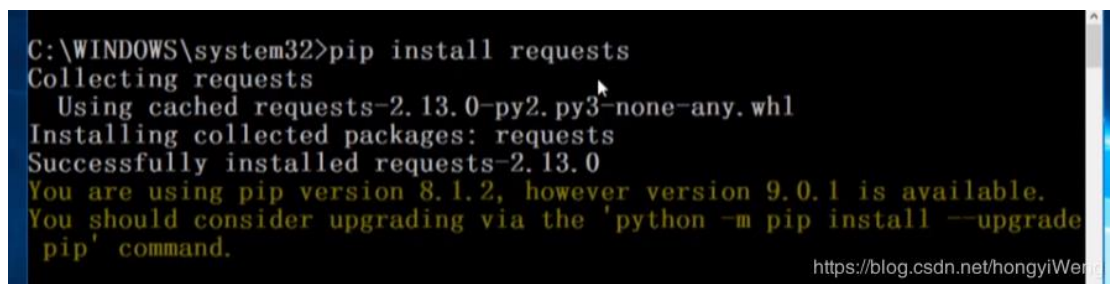 C:\WINDOWS\system32>pip install requests
Collecting requests
  Using cached requests-2.13.0-py2.py3-none-any.whl
Installing collected packages: requests
Successfully installed requests-2.13.0
You are using pip version 8.1.2, however version 9.0.1 is available.
You should consider upgrading via the 'python -m pip install --upgrade
 pip' command.
https://blog.csdn.net/hongyiWeng